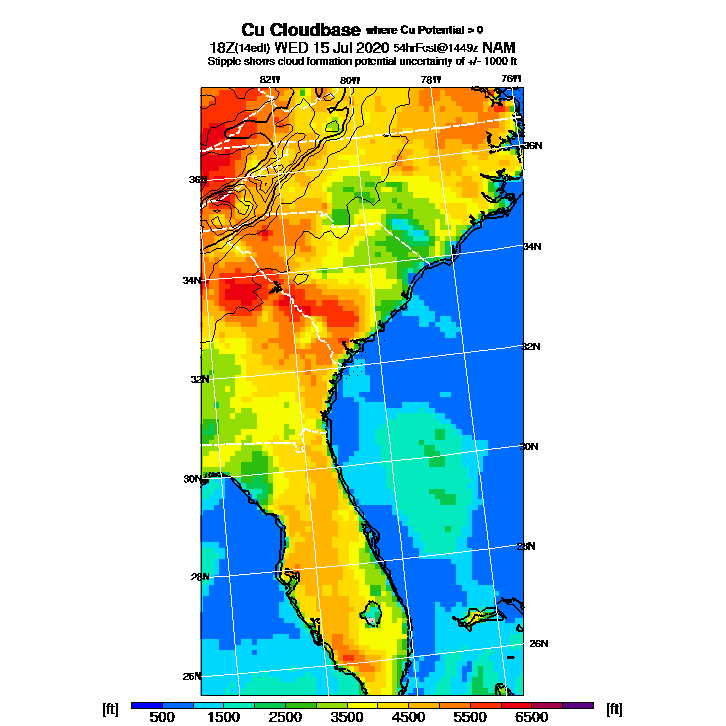 Cu Cloudbase where Cu Potential > 0
18Z(14edt) WED 15 Jul 2020 54hrFcst@1449z NAM
Stipple shows cloud formation potential uncertainty of +/- 1000 ft
82W 80W 78W 76W
36N
36N
34N
34N
32N
32N
30N
30N
28N
28N
26N
26N
[ft] 500 1500 2500 3500 4500 5500 6500 [ft]